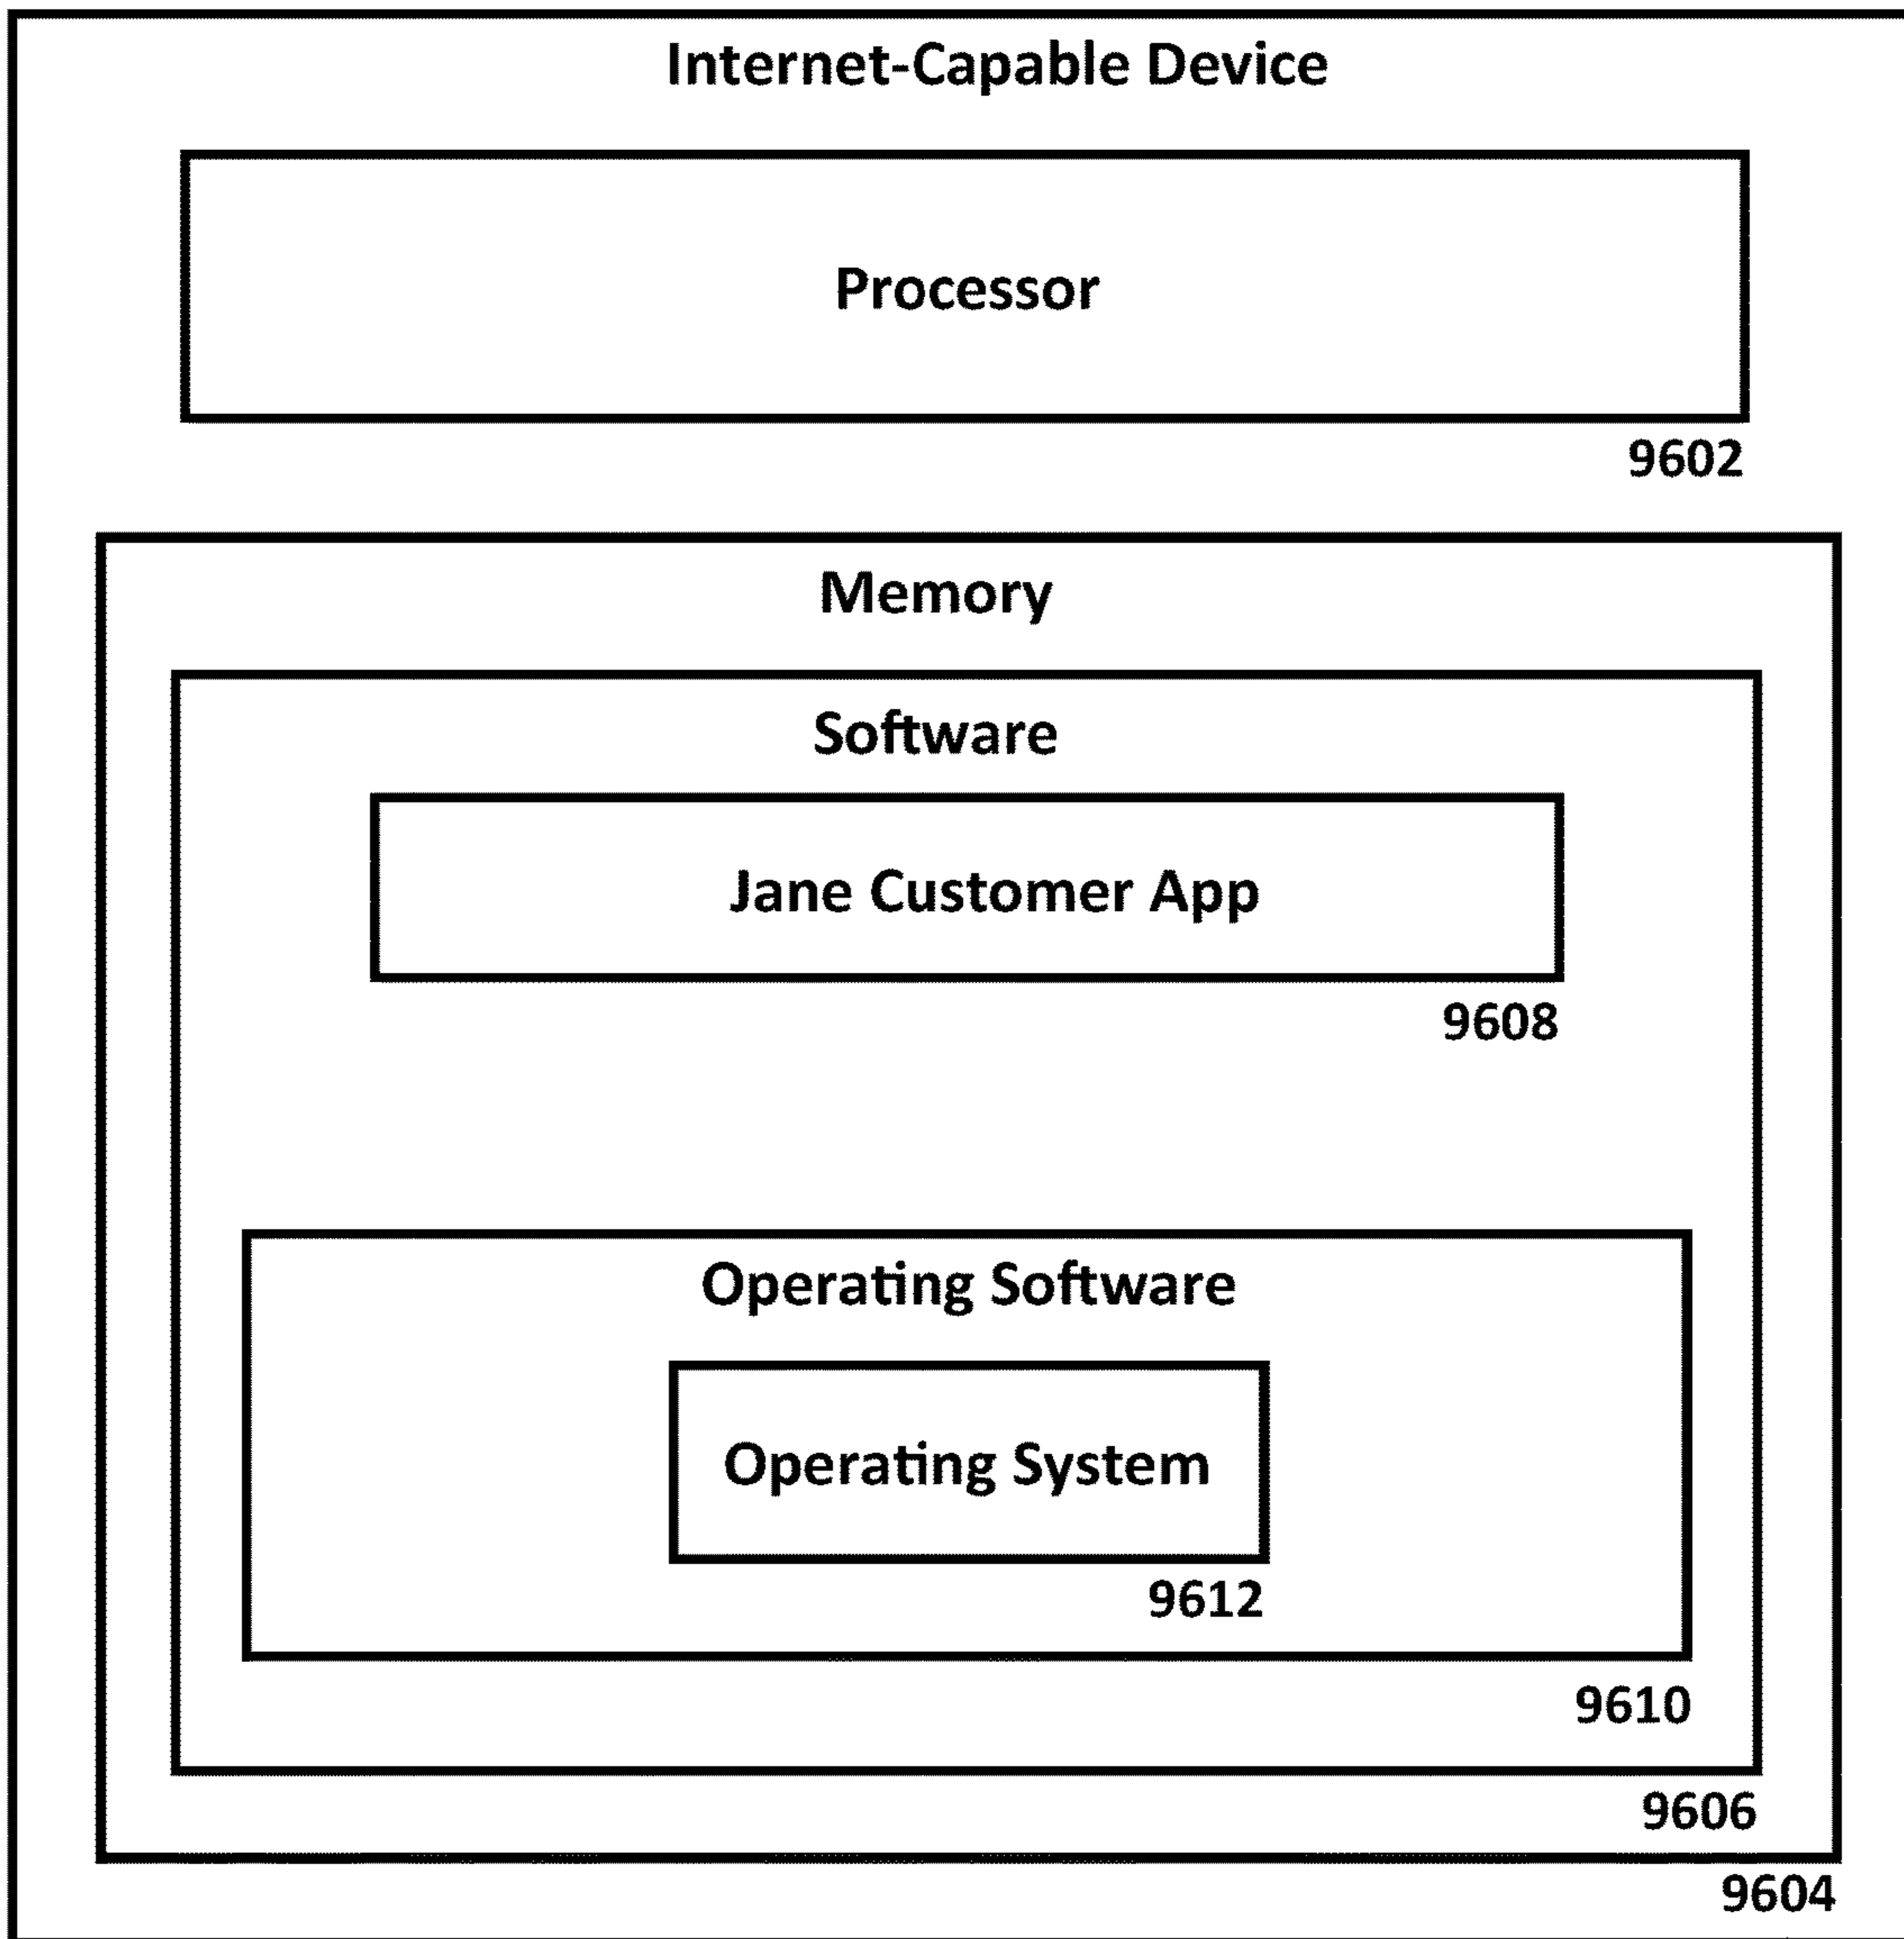 Internet-Capable Device
Processor
9602
Memory
Software
Jane Customer App
9608
Operating Software
Operating System
9612
9610
9606
9604